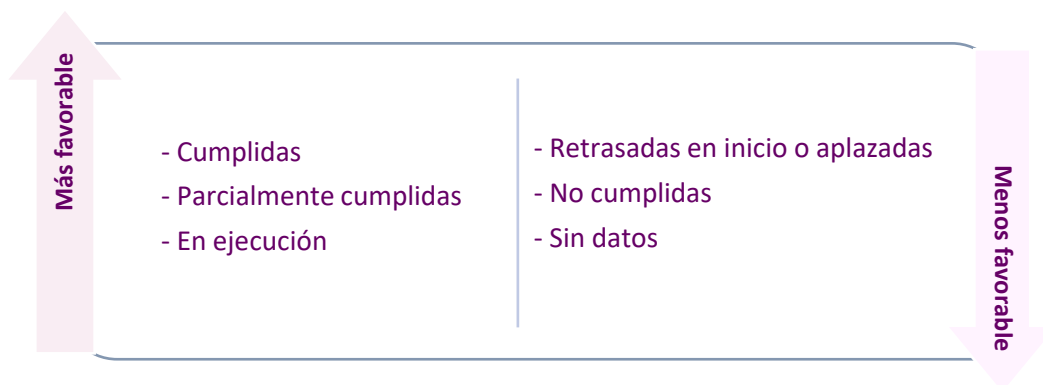 Más favorable
- Cumplidas
- Parcialmente cumplidas
- En ejecución
- Retrasadas en inicio o aplazadas
- No cumplidas
- Sin datos
Menos favorable